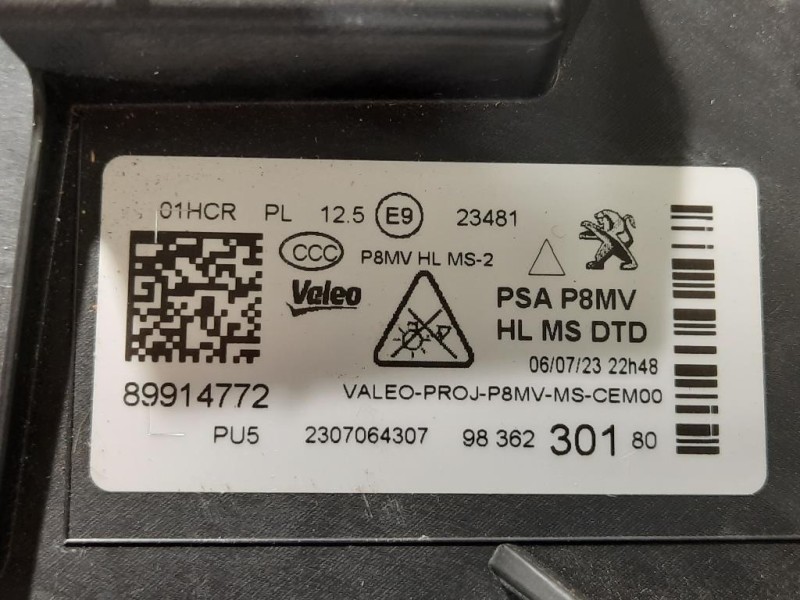 01HCR PL 12.5 E9 23481
CCC P8MV HL MS-2
Valeo
PSA P8MV
HL MS DTD
06/07/23 22h48
89914772
VALEO-PROJ-P8MV-MS-CEM00
PU5 2307064307 98 362 301 80